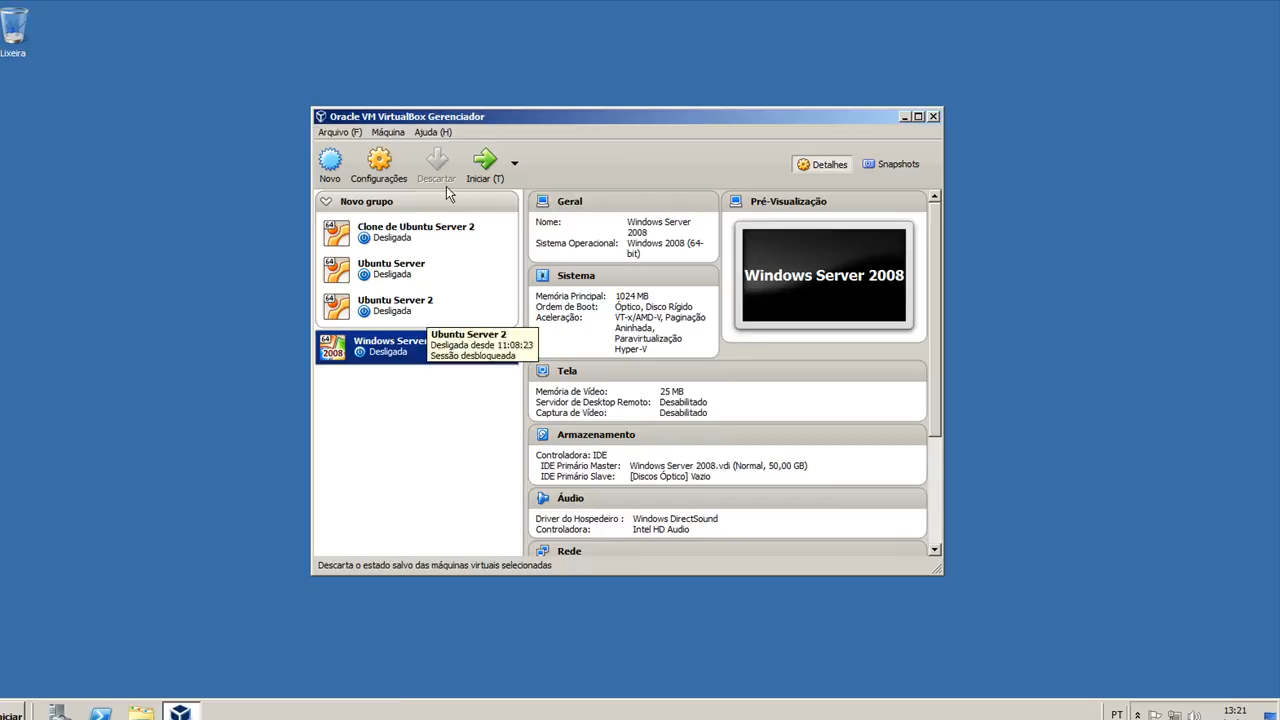 Lixeira
Oracle VM VirtualBox Gerenciador
Arquivo (F) Máquina Ajuda (H)
Novo Configurações Descartar Iniciar (T) Detalhes Snapshots
Novo grupo
64
Clone de Ubuntu Server 2
Desligada
64
Ubuntu Server
Desligada
64
Ubuntu Server 2
Desligada
64
2008
Windows Server
Desligada
Ubuntu Server 2
Desligada desde 11:08:23
Sessão desbloqueada
Geral
Nome: Windows Server
2008
Sistema Operacional: Windows 2008 (64-
bit)
Pré-Visualização
Windows Server 2008
Sistema
Memória Principal: 1024 MB
Ordem de Boot: Óptico, Disco Rígido
Aceleração: VT-x/AMD-V, Paginação
Aninhada,
Paravirtualização
Hyper-V
Tela
Memória de Vídeo: 25 MB
Servidor de Desktop Remoto: Desabilitado
Captura de Vídeo: Desabilitado
Armazenamento
Controladora: IDE
IDE Primário Master: Windows Server 2008.vdi (Normal, 50,00 GB)
IDE Primário Slave: [Discos Óptico] Vazio
Áudio
Driver do Hospedeiro : Windows DirectSound
Controladora: Intel HD Audio
Rede
Descarta o estado salvo das máquinas virtuais selecionadas
niciar PT 13:21